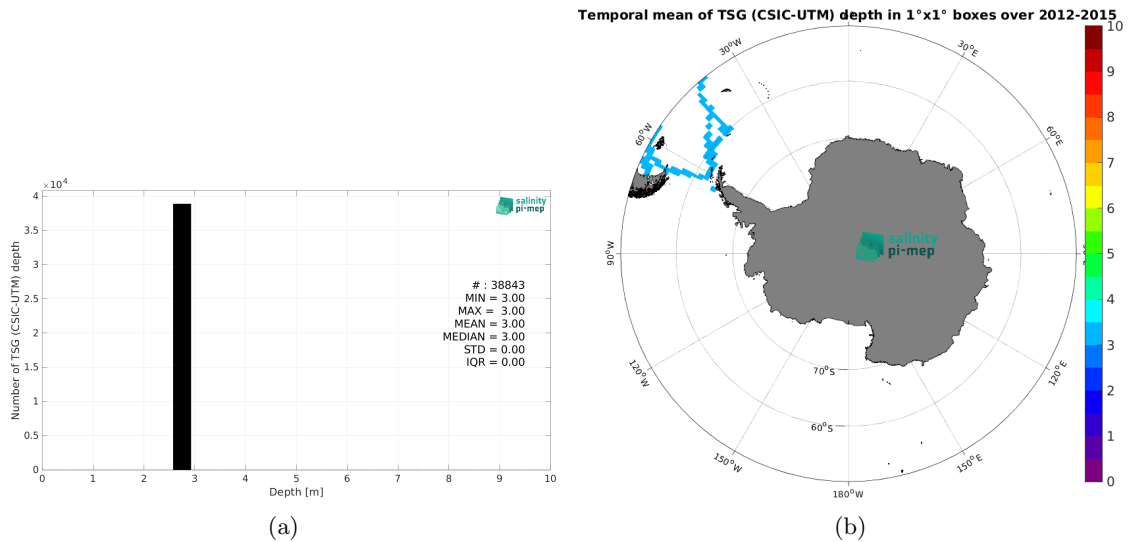 ×10⁴
4
3.5
3
2.5
2
1.5
1
0.5
0
0 1 2 3 4 5 6 7 8 9 10
Number of TSG (CSIC-UTM) depth
Depth [m]
salinity
pi-mep
# : 38843
MIN = 3.00
MAX = 3.00
MEAN = 3.00
MEDIAN = 3.00
STD = 0.00
IQR = 0.00
(a)
Temporal mean of TSG (CSIC-UTM) depth in 1°x1° boxes over 2012-2015
30°W
30°E
60°W
60°E
90°W
120°W
120°E
150°W
150°E
180°W
70°S
60°S
salinity
pi-mep
10
9
8
7
6
5
4
3
2
1
0
(b)